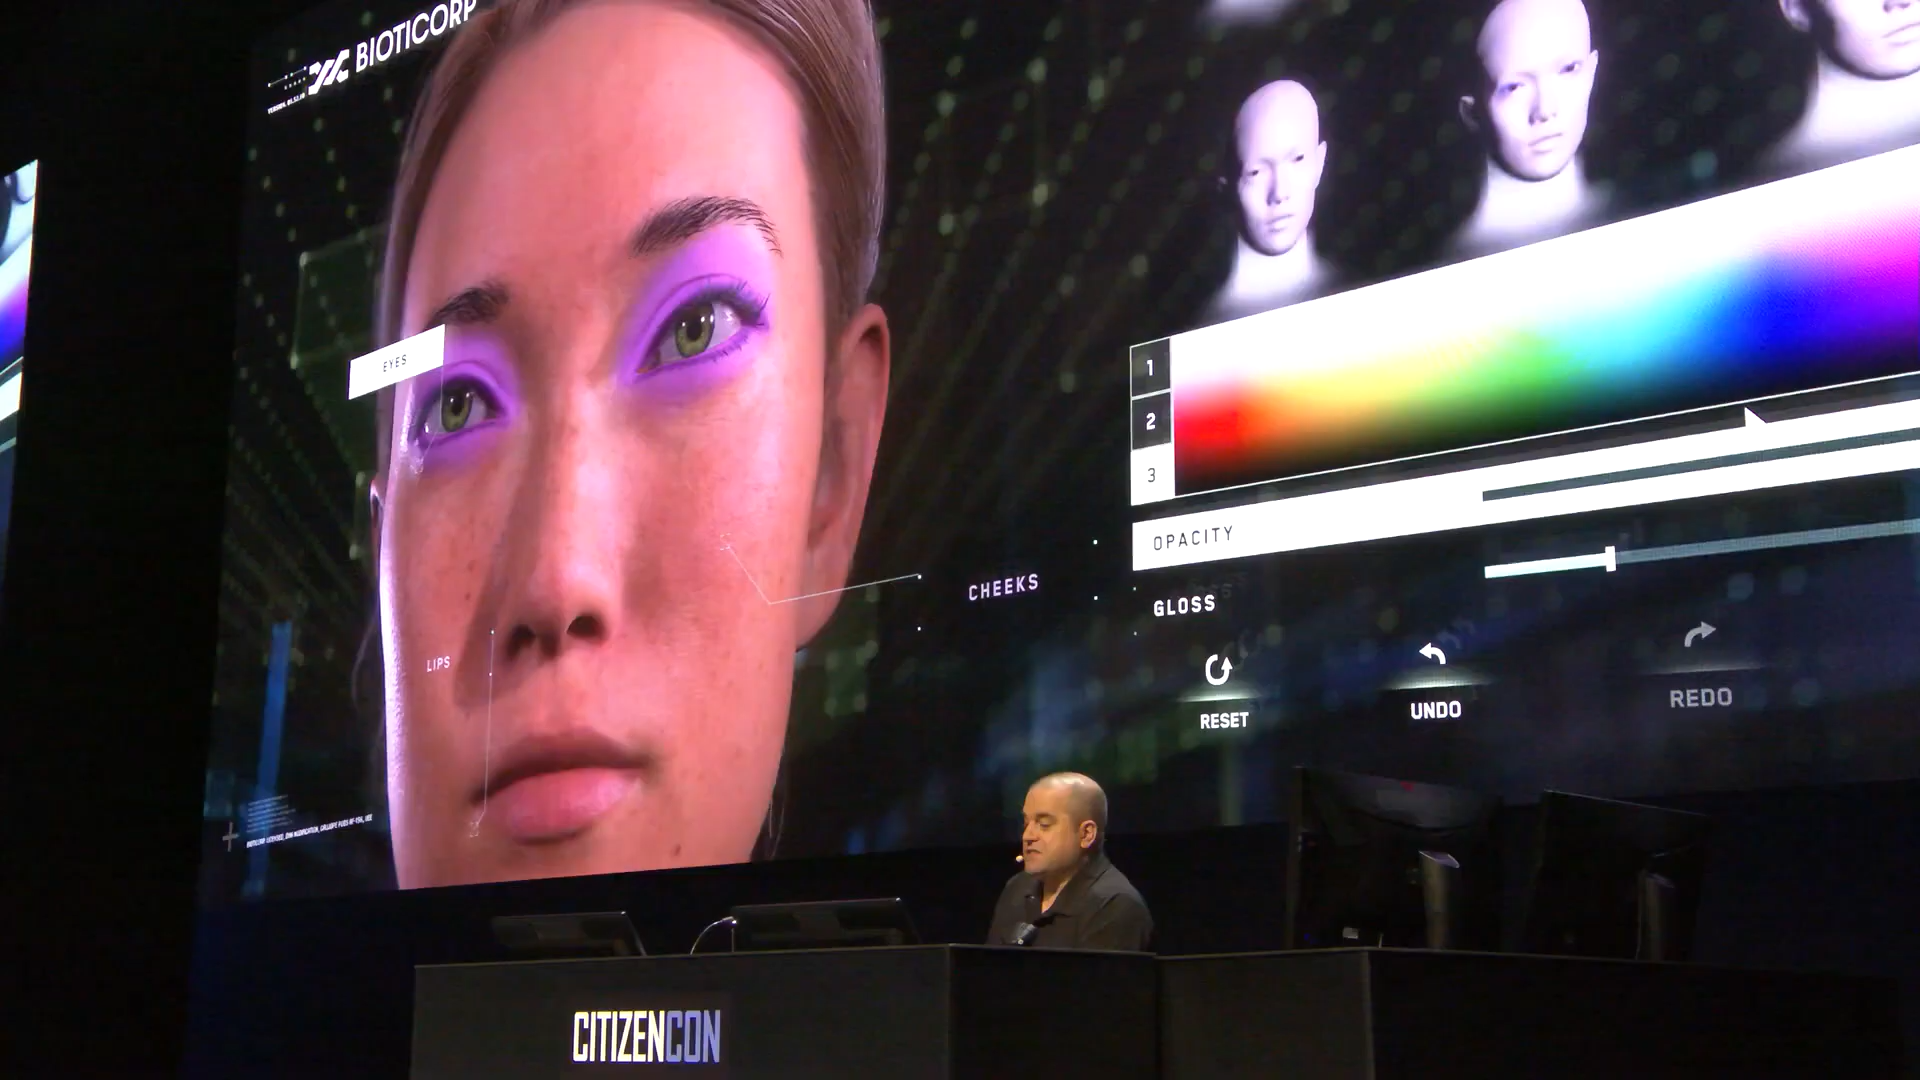 BIOTICORP
EYES
LIPS
CHEEKS
1
2
3
OPACITY
GLOSS
RESET
UNDO
REDO
CITIZENCON